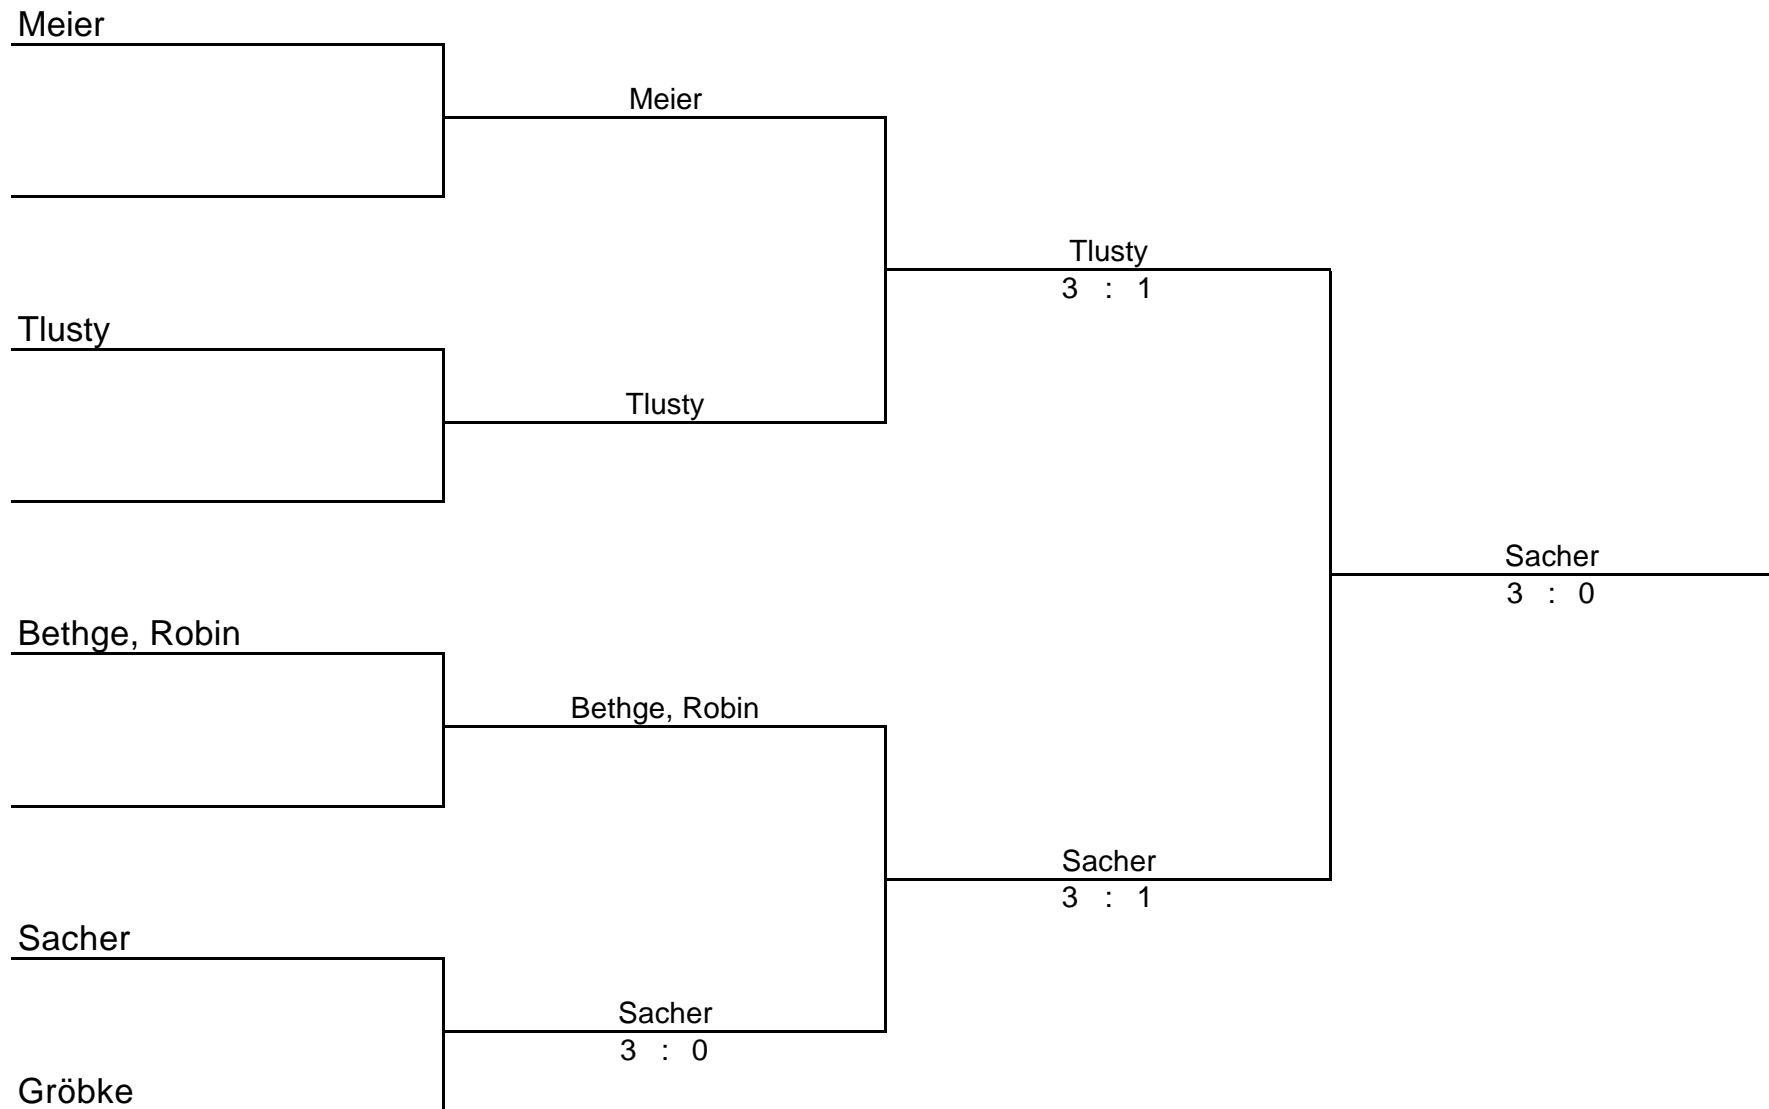 Meier
Meier
Tlusty
3 : 1
Tlusty
Tlusty
Sacher
3 : 0
Bethge, Robin
Bethge, Robin
Sacher
3 : 1
Sacher
Sacher
3 : 0
Gröbke